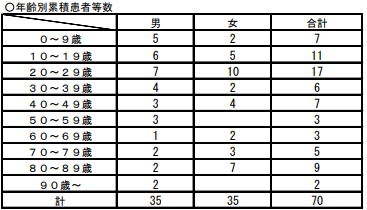 〇年齢別累積患者等数
男 女 合計
０～９歳 5 2 7
１０～１９歳 6 5 11
２０～２９歳 7 10 17
３０～３９歳 4 2 6
４０～４９歳 3 4 7
５０～５９歳 3 3
６０～６９歳 1 2 3
７０～７９歳 2 3 5
８０～８９歳 2 7 9
９０歳～ 2 2
計 35 35 70